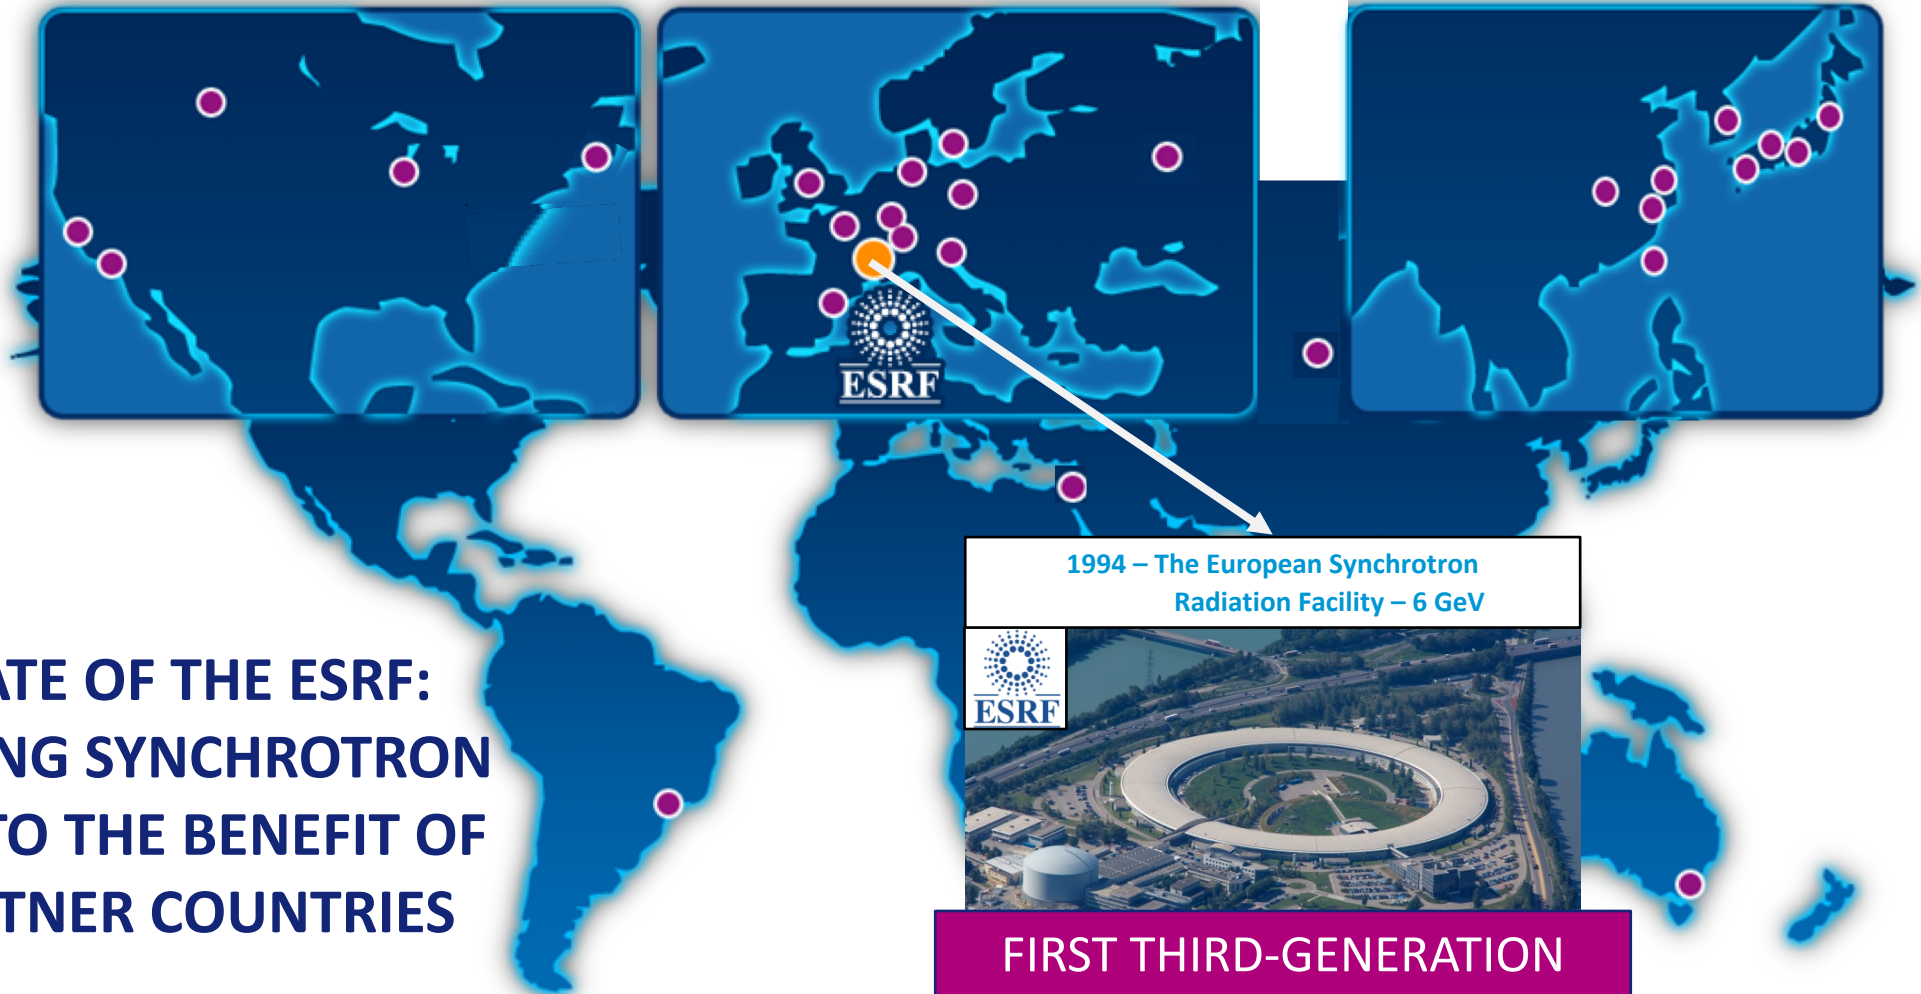 ESRF
1994 – The European Synchrotron
Radiation Facility – 6 GeV
ESRF
ATE OF THE ESRF:
NG SYNCHROTRON
TO THE BENEFIT OF
TNER COUNTRIES
FIRST THIRD-GENERATION